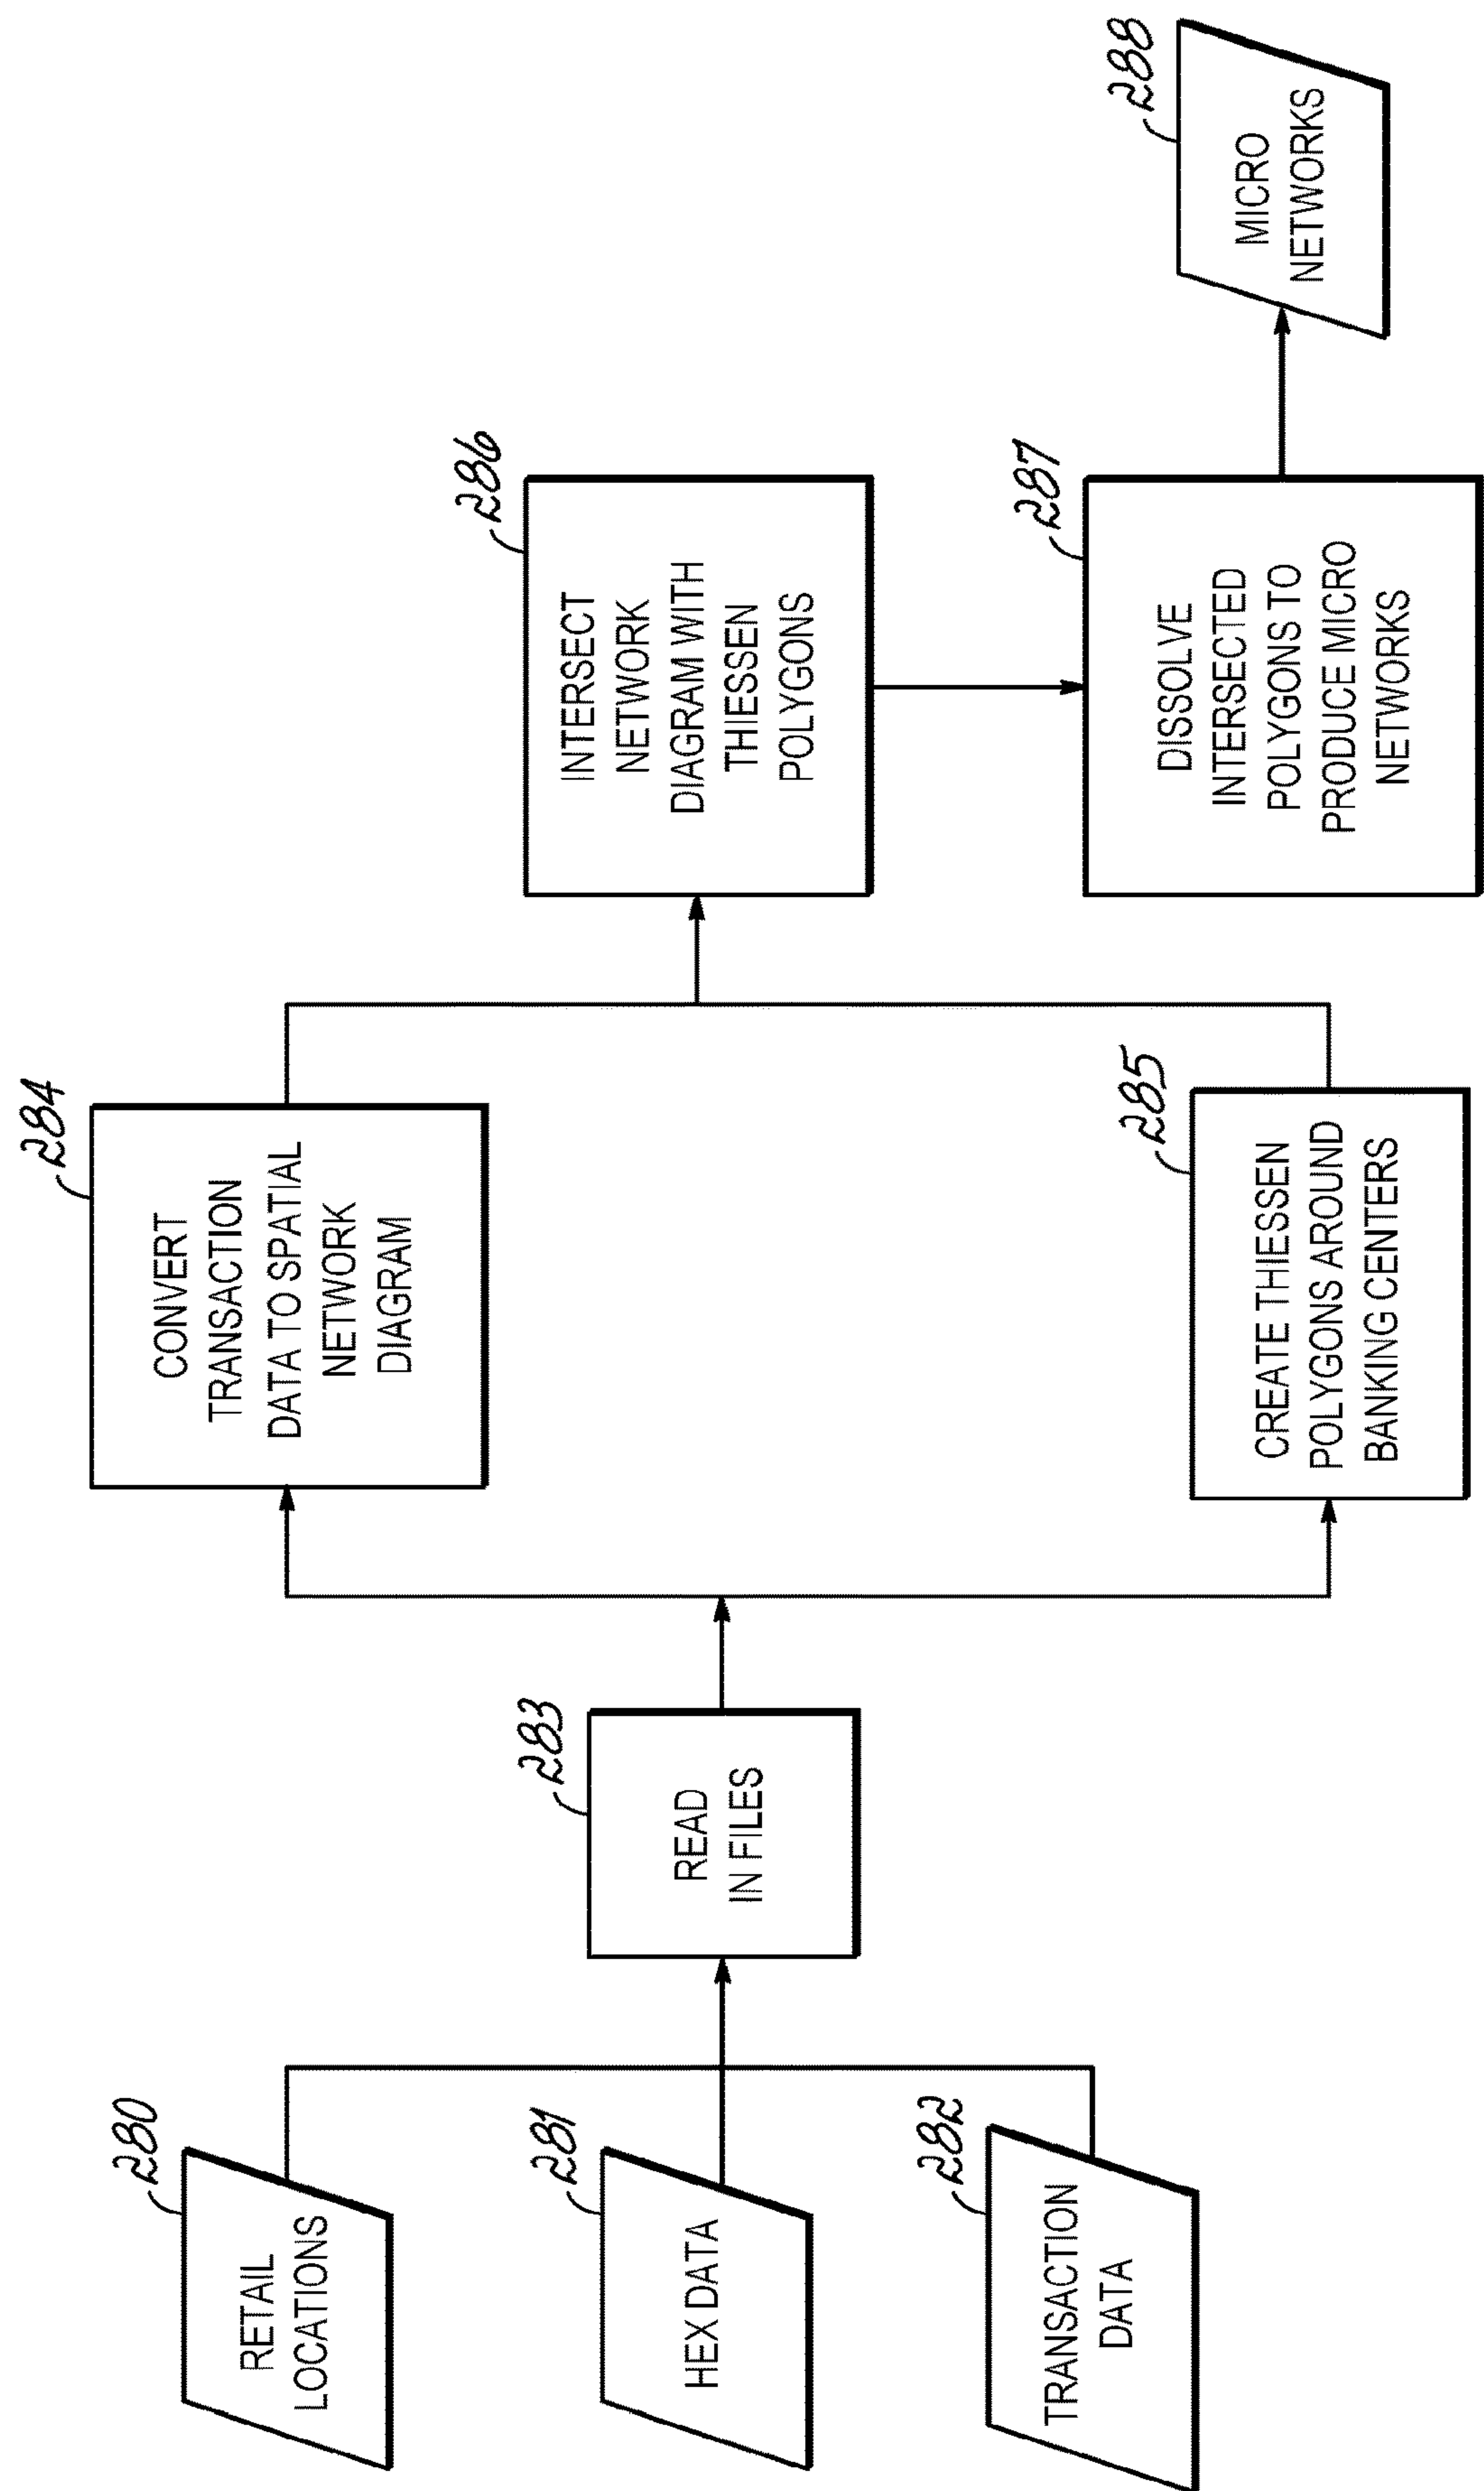 280
RETAIL
LOCATIONS
281
HEX DATA
282
TRANSACTION
DATA
283
READ
IN FILES
284
CONVERT
TRANSACTION
DATA TO SPATIAL
NETWORK
DIAGRAM
285
CREATE THIESSEN
POLYGONS AROUND
BANKING CENTERS
286
INTERSECT
NETWORK
DIAGRAM WITH
THIESSEN
POLYGONS
287
DISSOLVE
INTERSECTED
POLYGONS TO
PRODUCE MICRO
NETWORKS
288
MICRO
NETWORKS